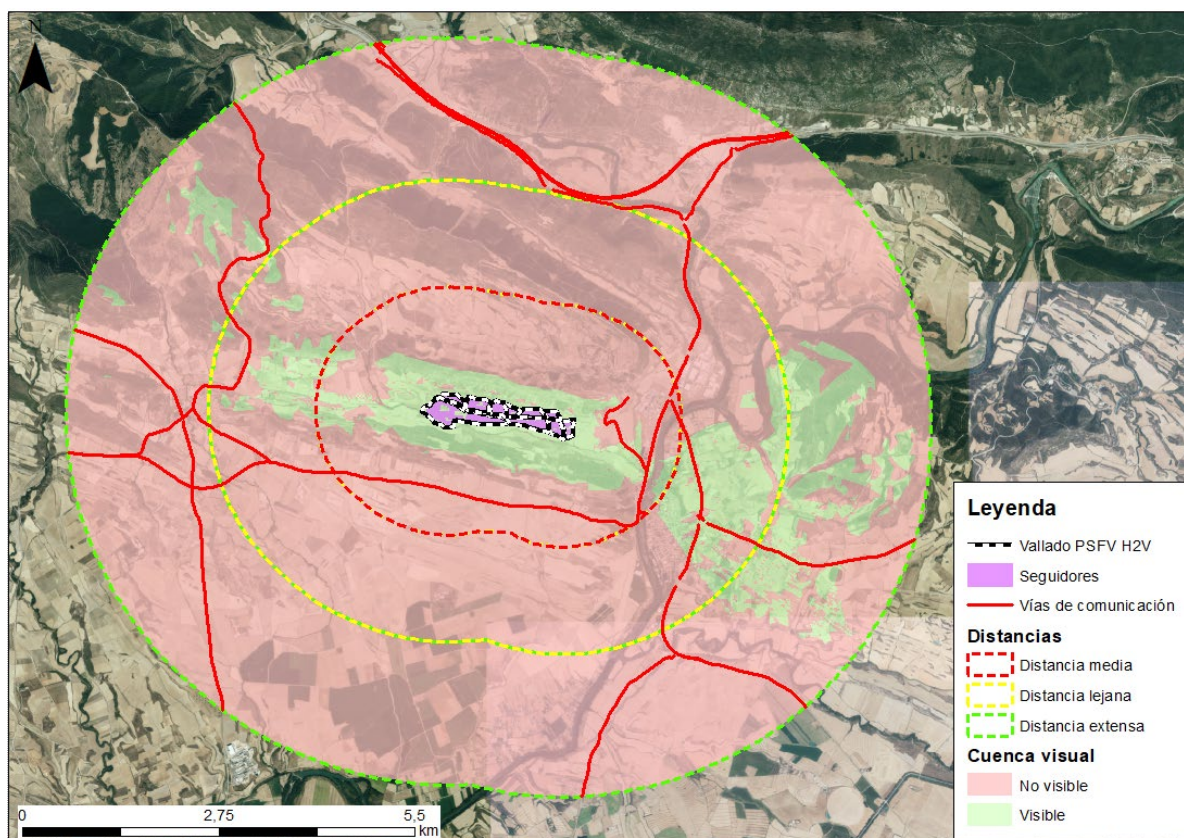 N
Leyenda
Vallado PSFV H2V
Seguidores
Vías de comunicación
Distancias
Distancia media
Distancia lejana
Distancia extensa
Cuenca visual
No visible
Visible
0 2,75 5,5
km